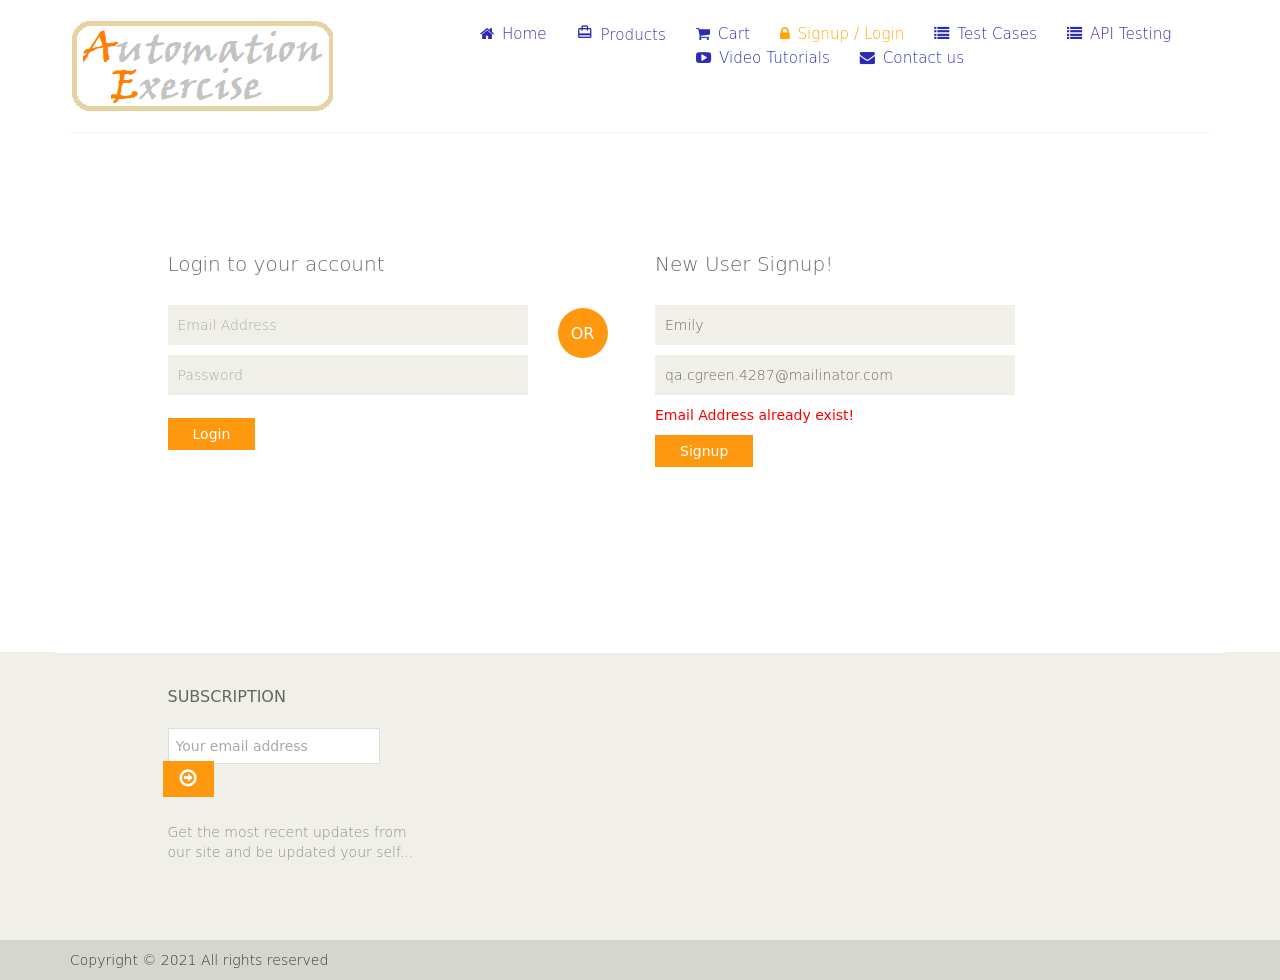 Automation
Exercise
Home
Products
Cart
Signup / Login
Test Cases
API Testing
Video Tutorials
Contact us
Login to your account
Email Address
Password
Login
OR
New User Signup!
Emily
qa.cgreen.4287@mailinator.com
Email Address already exist!
Signup
SUBSCRIPTION
Your email address
Get the most recent updates from
our site and be updated your self...
Copyright © 2021 All rights reserved